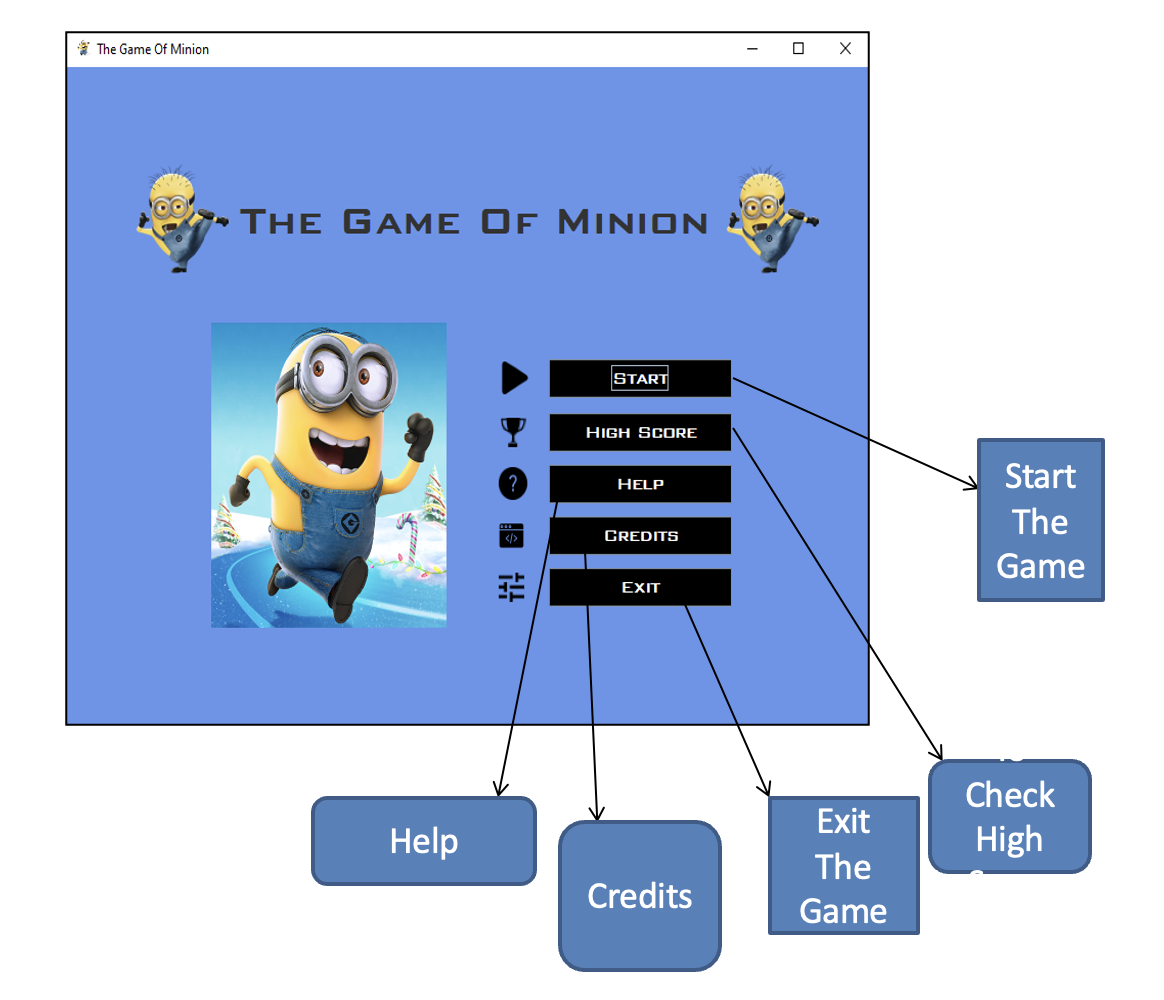 The Game Of Minion
The Game Of Minion
Start
High Score
?
Help
</>
Credits
Exit
Start
The
Game
Check
High
Help
Credits
Exit
The
Game